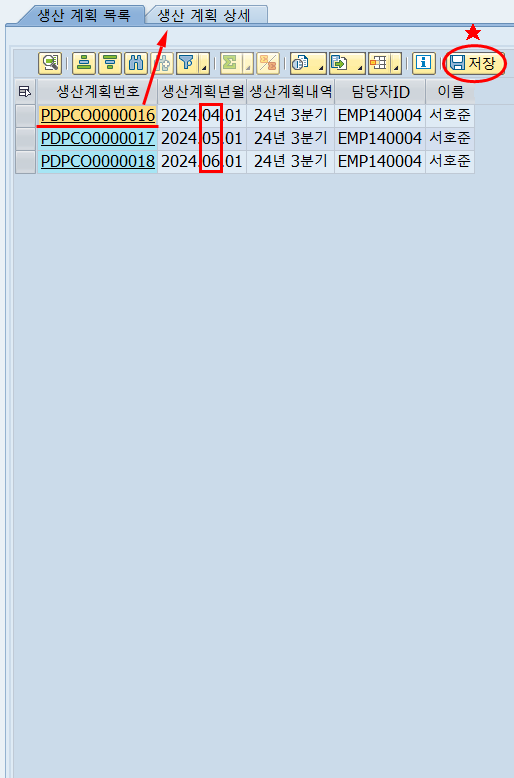 생산 계획 목록 생산 계획 상세
저장
생산계획번호 생산계획년월 생산계획내역 담당자ID 이름
PDPCO0000016 2024.04.01 24년 3분기 EMP140004 서호준
PDPCO0000017 2024.05.01 24년 3분기 EMP140004 서호준
PDPCO0000018 2024.06.01 24년 3분기 EMP140004 서호준